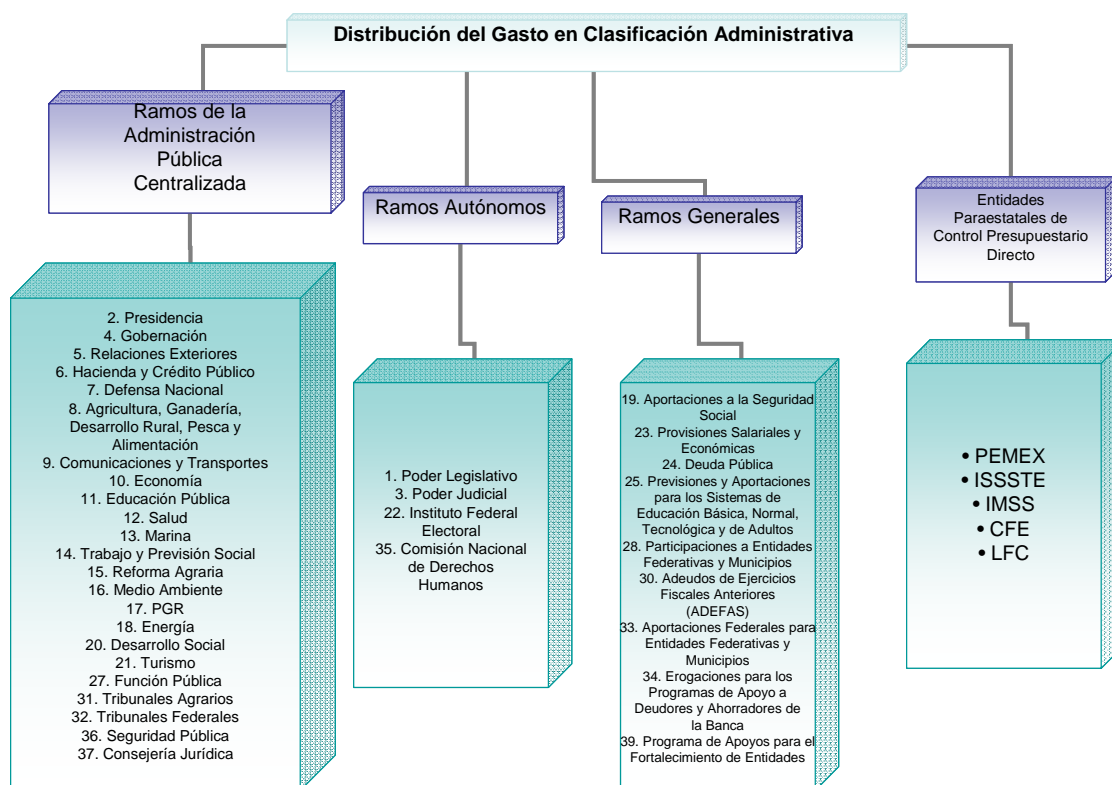 Distribución del Gasto en Clasificación Administrativa
Ramos de la
Administración
Pública
Centralizada
2. Presidencia
4. Gobernación
5. Relaciones Exteriores
6. Hacienda y Crédito Público
7. Defensa Nacional
8. Agricultura, Ganadería,
Desarrollo Rural, Pesca y
Alimentación
9. Comunicaciones y Transportes
10. Economía
11. Educación Pública
12. Salud
13. Marina
14. Trabajo y Previsión Social
15. Reforma Agraria
16. Medio Ambiente
17. PGR
18. Energía
20. Desarrollo Social
21. Turismo
27. Función Pública
31. Tribunales Agrarios
32. Tribunales Federales
36. Seguridad Pública
37. Consejería Jurídica
Ramos Autónomos
1. Poder Legislativo
3. Poder Judicial
22. Instituto Federal
Electoral
35. Comisión Nacional
de Derechos
Humanos
Ramos Generales
19. Aportaciones a la Seguridad
Social
23. Provisiones Salariales y
Económicas
24. Deuda Pública
25. Previsiones y Aportaciones
para los Sistemas de
Educación Básica, Normal,
Tecnológica y de Adultos
28. Participaciones a Entidades
Federativas y Municipios
30. Adeudos de Ejercicios
Fiscales Anteriores
(ADEFAS)
33. Aportaciones Federales para
Entidades Federativas y
Municipios
34. Erogaciones para los
Programas de Apoyo a
Deudores y Ahorradores de
la Banca
39. Programa de Apoyos para el
Fortalecimiento de Entidades
Entidades
Paraestatales de
Control Presupuestario
Directo
• PEMEX
• ISSSTE
• IMSS
• CFE
• LFC